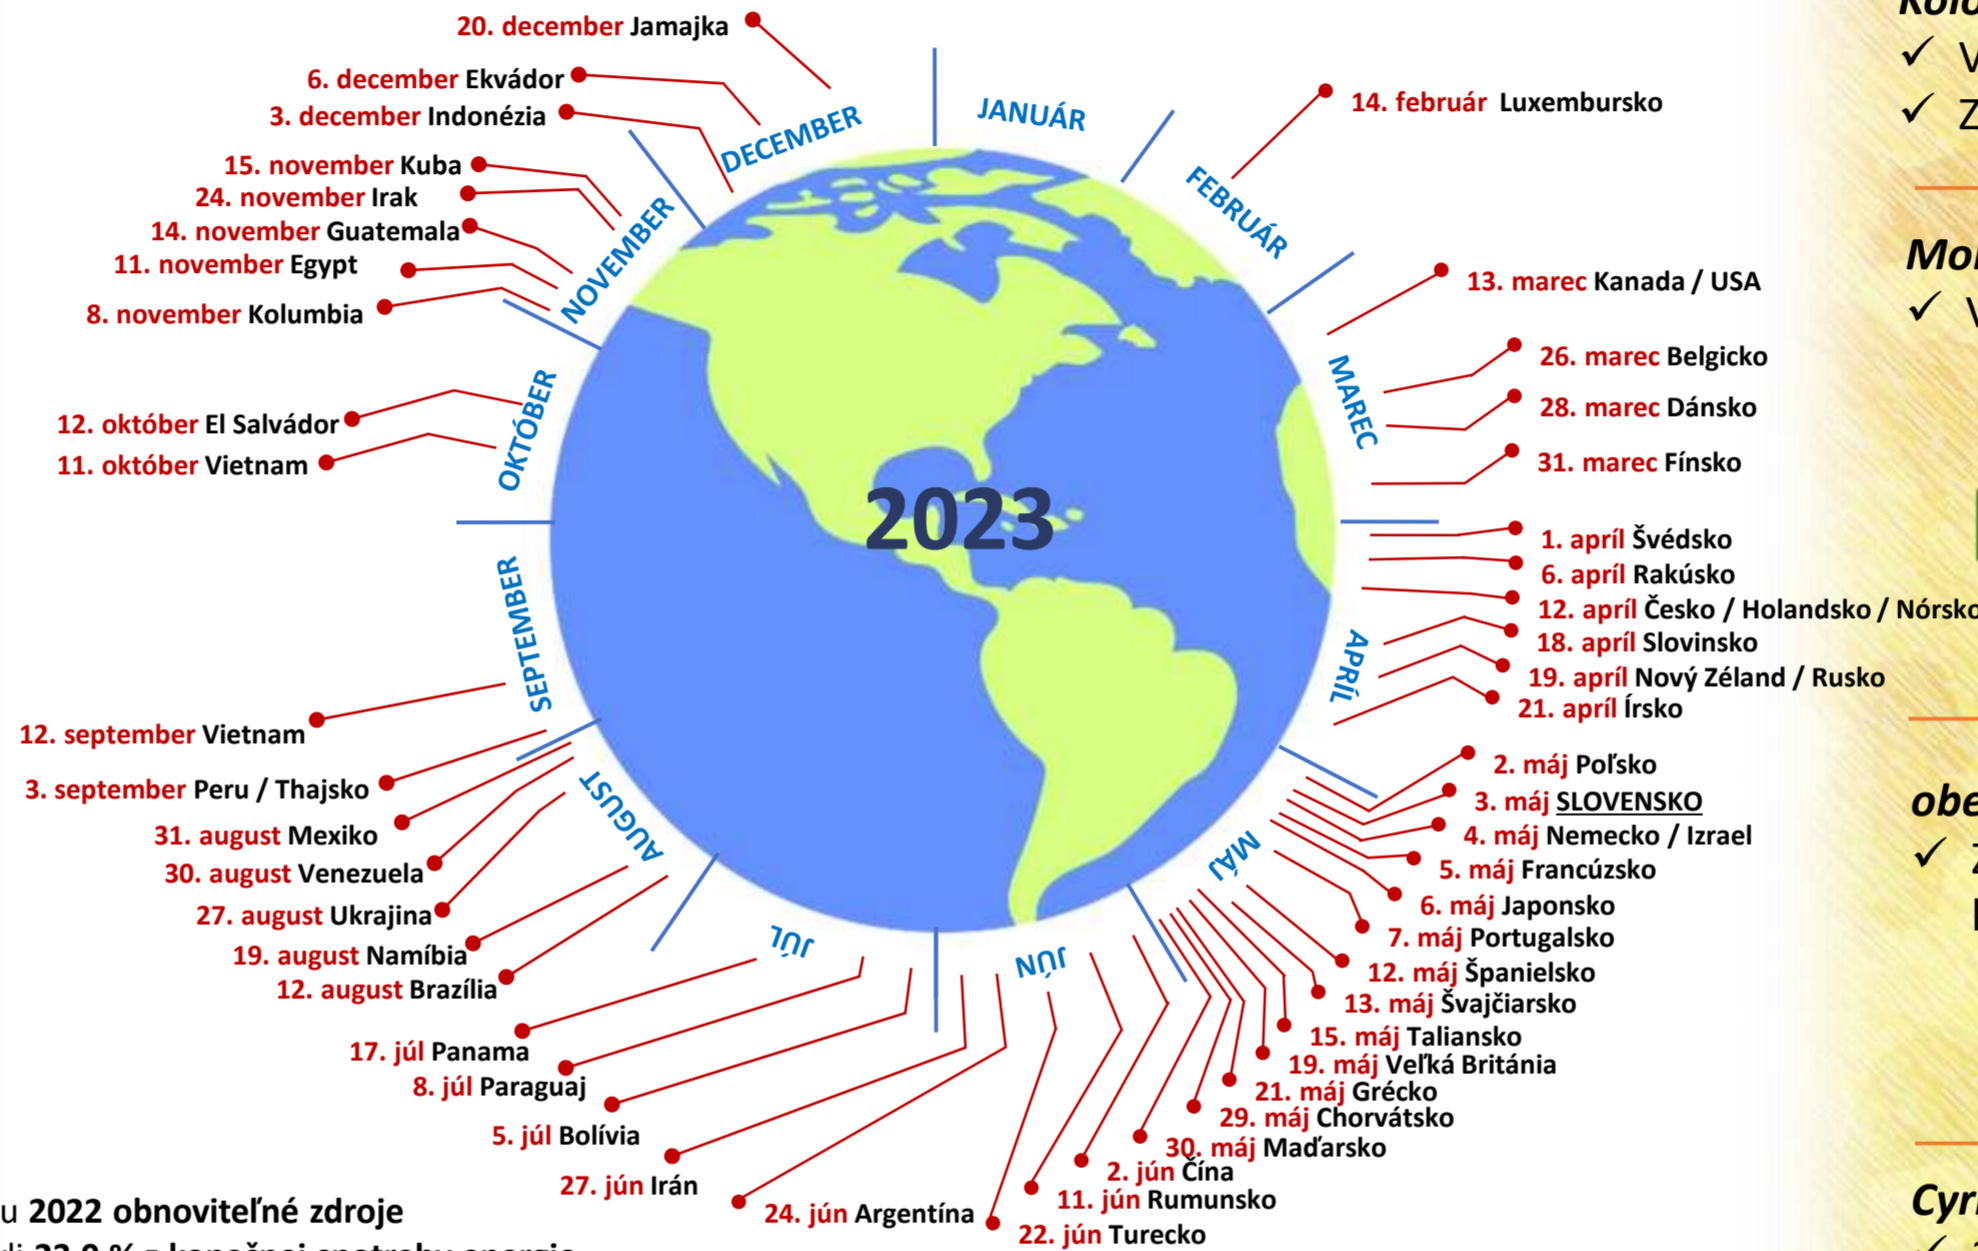 20. december Jamajka
6. december Ekvádor
3. december Indonézia
15. november Kuba
24. november Irak
14. november Guatemala
11. november Egypt
8. november Kolumbia
12. október El Salvádor
11. október Vietnam
12. september Vietnam
3. september Peru / Thajsko
31. august Mexiko
30. august Venezuela
27. august Ukrajina
19. august Namíbia
12. august Brazília
17. júl Panama
8. júl Paraguaj
5. júl Bolívia
27. jún Irán
24. jún Argentína
DECEMBER
JANUÁR
FEBRUÁR
MAREC
APRÍL
MÁJ
JÚN
JÚL
AUGUST
SEPTEMBER
OKTÓBER
NOVEMBER
2023
14. február Luxembursko
13. marec Kanada / USA
26. marec Belgicko
28. marec Dánsko
31. marec Fínsko
1. apríl Švédsko
6. apríl Rakúsko
12. apríl Česko / Holandsko / Nórsko
18. apríl Slovinsko
19. apríl Nový Zéland / Rusko
21. apríl Írsko
2. máj Poľsko
3. máj SLOVENSKO
4. máj Nemecko / Izrael
5. máj Francúzsko
6. máj Japonsko
7. máj Portugalsko
12. máj Španielsko
13. máj Švajčiarsko
15. máj Taliansko
19. máj Veľká Británia
21. máj Grécko
29. máj Chorvátsko
30. máj Maďarsko
2. jún Čína
11. jún Rumunsko
22. jún Turecko
u 2022 obnoviteľné zdroje